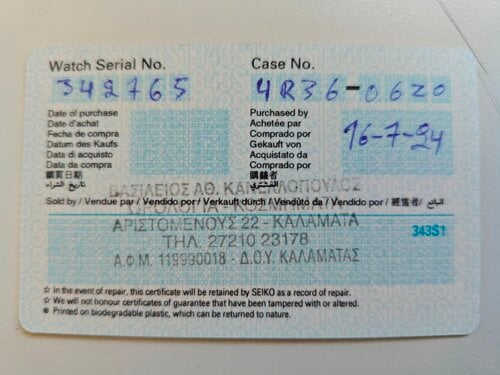 Watch Serial No. Case No.
342765 4R36-0620
Date of purchase Purchased by
Date d'achat Achetée par
Fecha de compra Comprado por
Datum des Kaufs Gekauft von
Data di acquisto Acquistato da
Data da compra Comprado por
購買日期 購錶者
تاريخ الشراء المشتري
16-7-24
ΒΑΣΙΛΕΙΟΣ ΑΘ.
Sold by / Vendue par / Vendido por / Verkauft durch / Venduto da / Vendido por / 經售者 / البائع
ΩΡΟΛΟΓΙΑ - ΚΟΣΜΗΜΑΤΑ
ΑΡΙΣΤΟΜΕΝΟΥΣ 22 - ΚΑΛΑΜΑΤΑ
343S1
ΤΗΛ. 27210 23178
Α.Φ.Μ. 119990018 - Δ.Ο.Υ. ΚΑΛΑΜΑΤΑΣ
☆ In the event of repair, this certificate will be retained by SEIKO as a record of repair.
☆ We will not honour certificates of guarantee that have been tampered with or altered.
Printed on biodegradable plastic, which can be returned to nature.